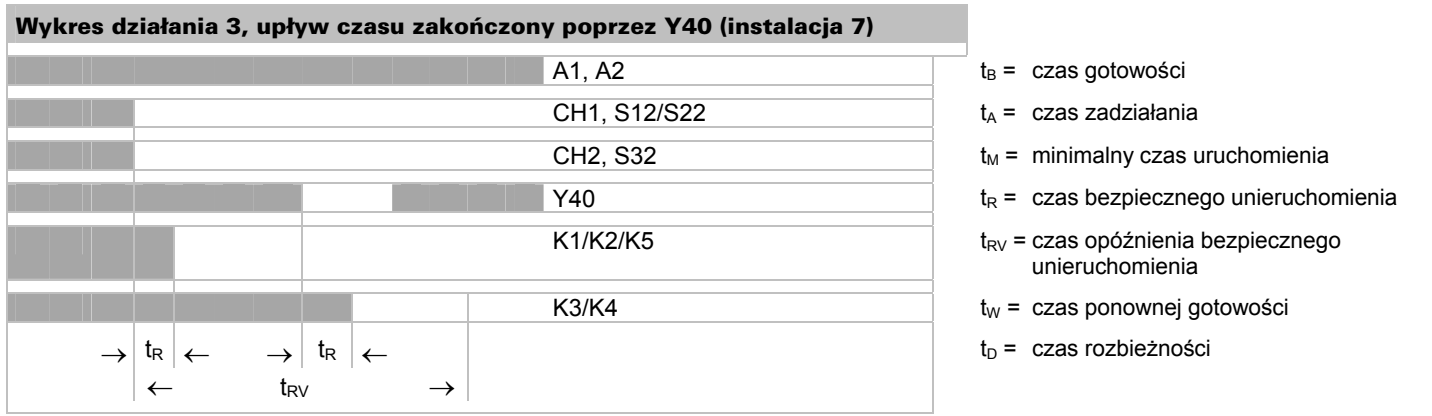 Wykres działania 3, upływ czasu zakończony poprzez Y40 (instalacja 7)
A1, A2
CH1, S12/S22
CH2, S32
Y40
K1/K2/K5
K3/K4
→ tR ← → tR ←
← tRV →
tB = czas gotowości
tA = czas zadziałania
tM = minimalny czas uruchomienia
tR = czas bezpiecznego unieruchomienia
tRV = czas opóźnienia bezpiecznego
unieruchomienia
tW = czas ponownej gotowości
tD = czas rozbieżności